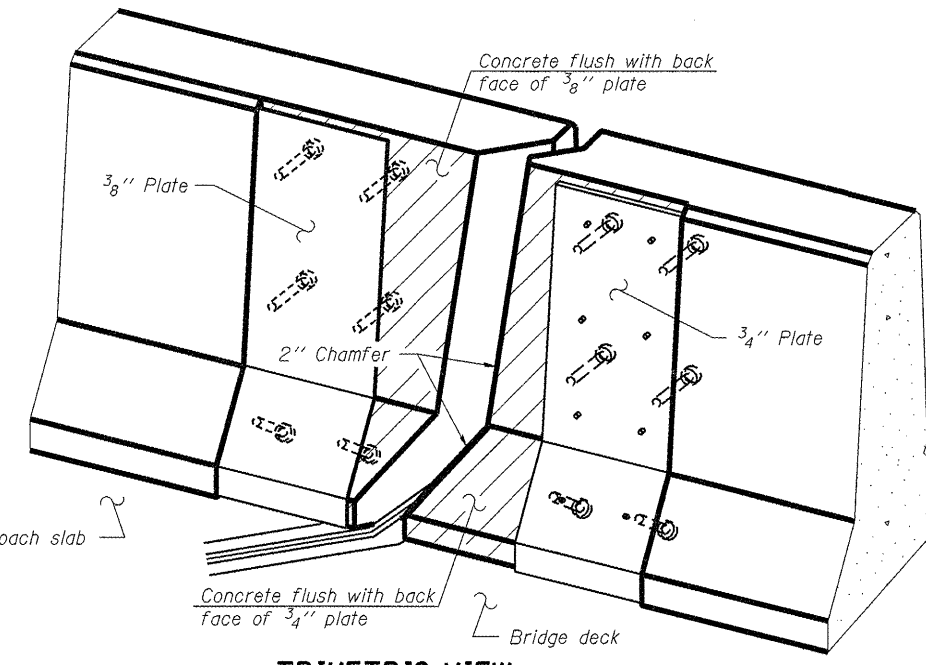 Concrete flush with back
face of 3/8" plate
3/8" Plate
3/4" Plate
2" Chamfer
slab
Concrete flush with back
face of 3/4" plate
Bridge deck